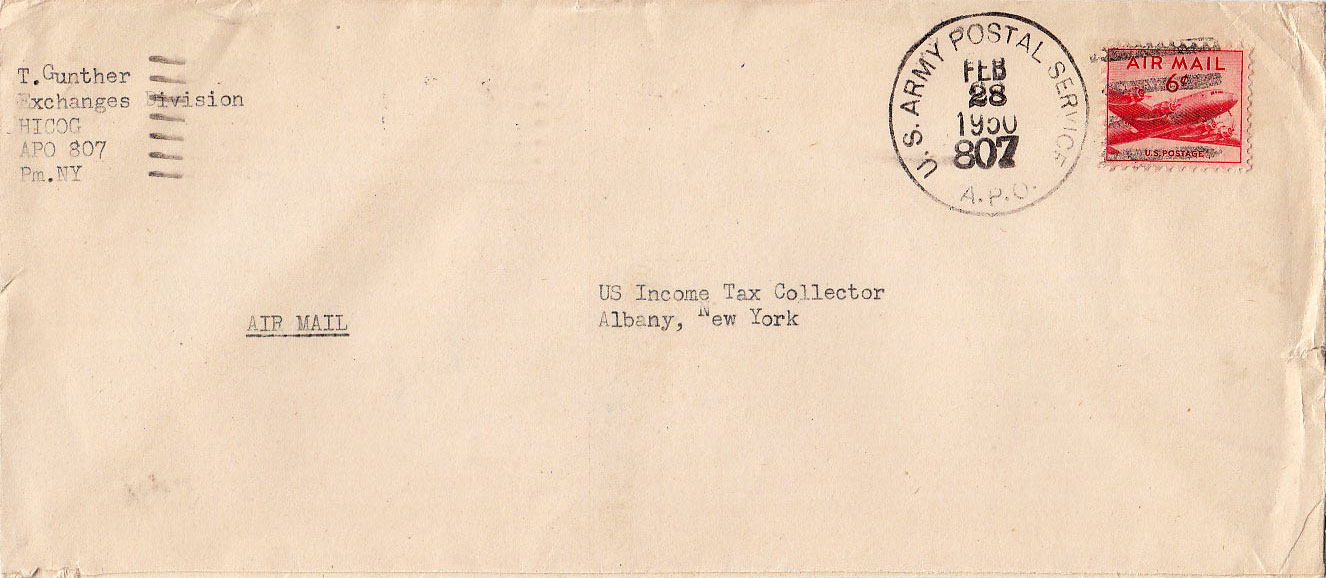 T.Gunther
Exchanges Division
HICOG
APO 807
Pm.NY
U.S. ARMY POSTAL SERVICE
FEB
28
1950
807
A.P.O.
AIR MAIL
6¢
U.S. POSTAGE
US Income Tax Collector
Albany, New York
AIR MAIL